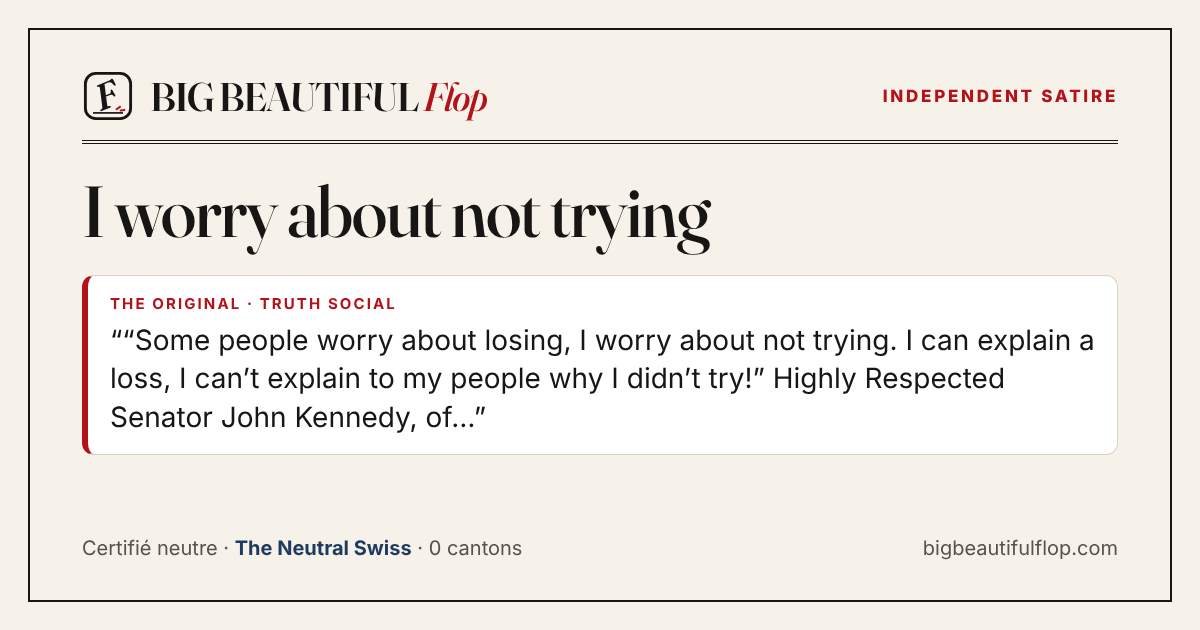 F
BIG BEAUTIFUL Flop
INDEPENDENT SATIRE
I worry about not trying
THE ORIGINAL · TRUTH SOCIAL
““Some people worry about losing, I worry about not trying. I can explain a
loss, I can’t explain to my people why I didn’t try!” Highly Respected
Senator John Kennedy, of...”
Certifié neutre · The Neutral Swiss · 0 cantons
bigbeautifulflop.com